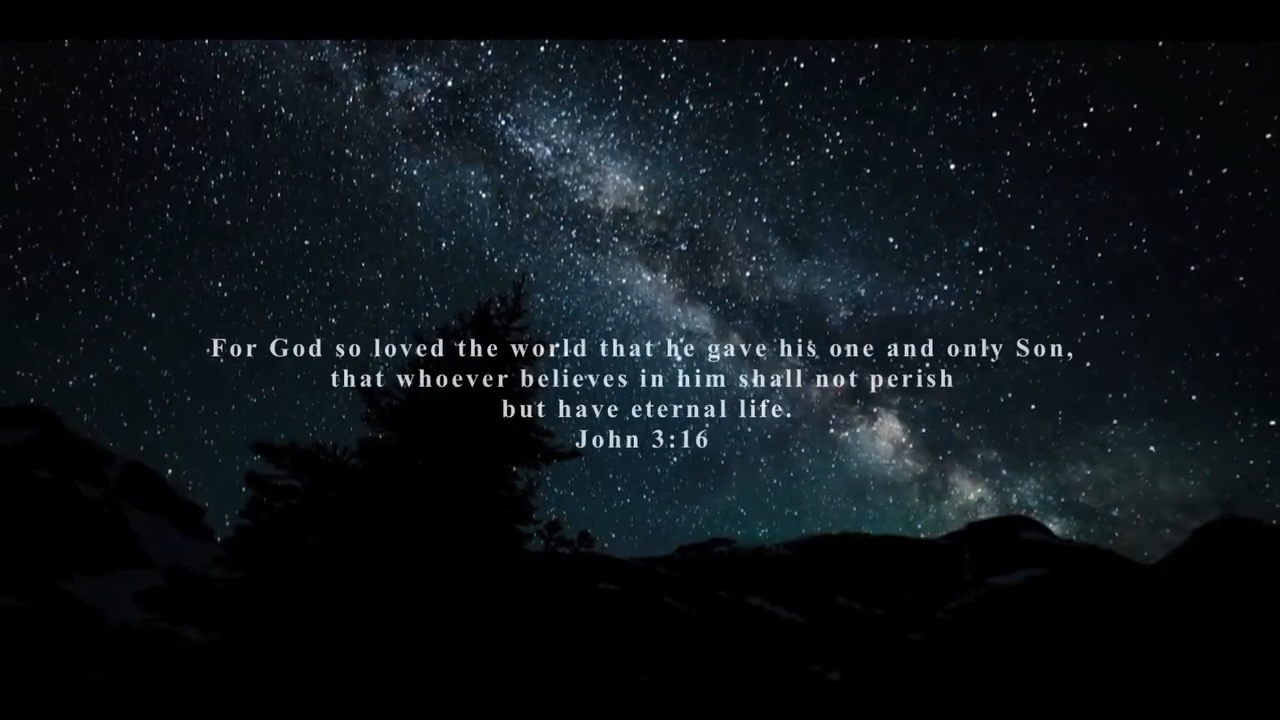 For God so loved the world that he gave his one and only Son,
that whoever believes in him shall not perish
but have eternal life.
John 3:16